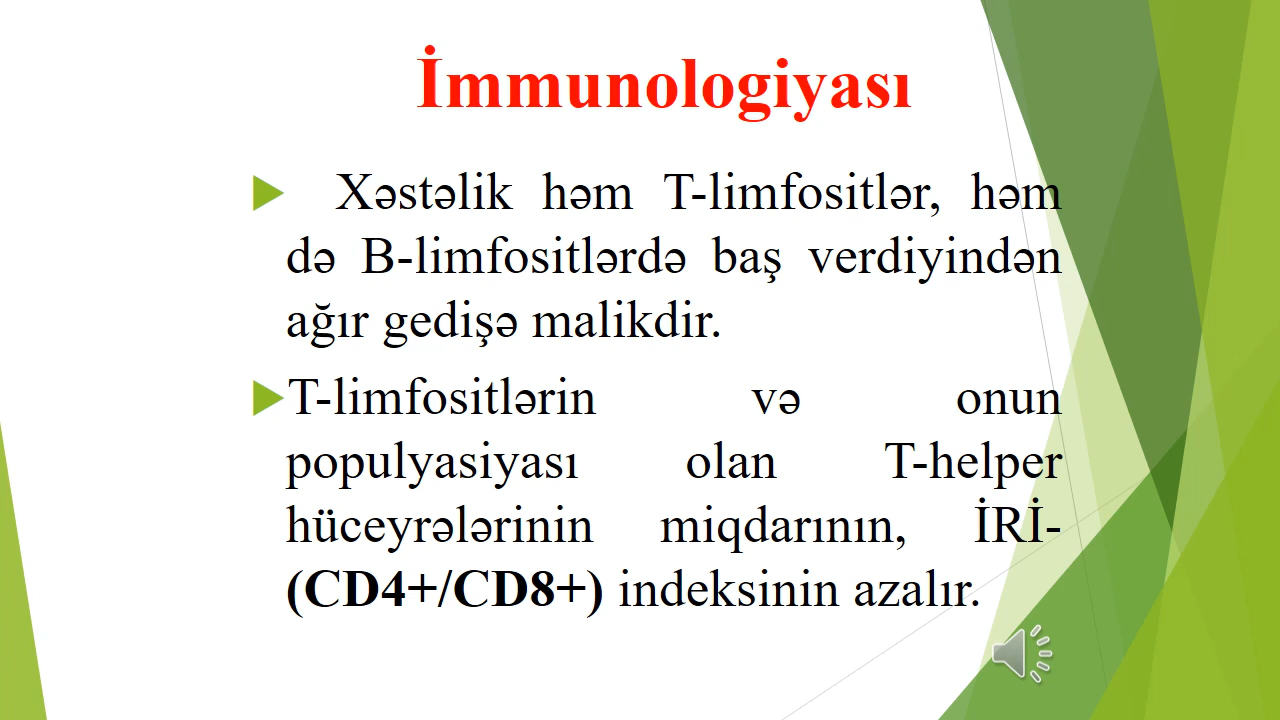 İmmunologiyası
Xəstəlik həm T-limfositlər, həm
də B-limfositlərdə baş verdiyindən
ağır gedişə malikdir.
T-limfositlərin və onun
populyasiyası olan T-helper
hüceyrələrinin miqdarının, İRİ-
(CD4+/CD8+) indeksinin azalır.